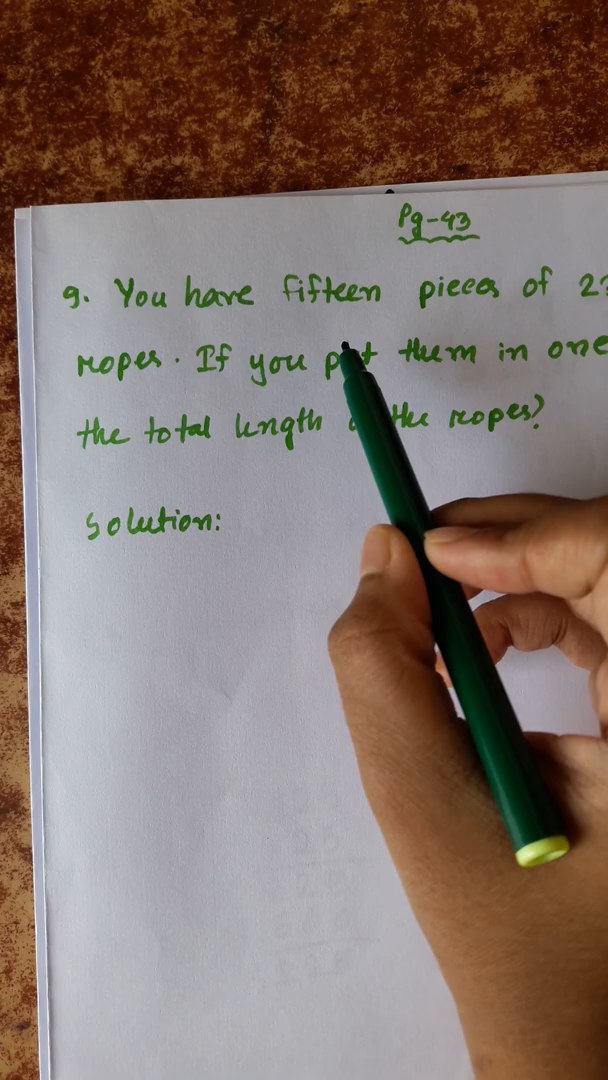 Pg-43
9. You have fifteen pieces of
ropes. If you put them in one
the total length the ropes?
Solution: